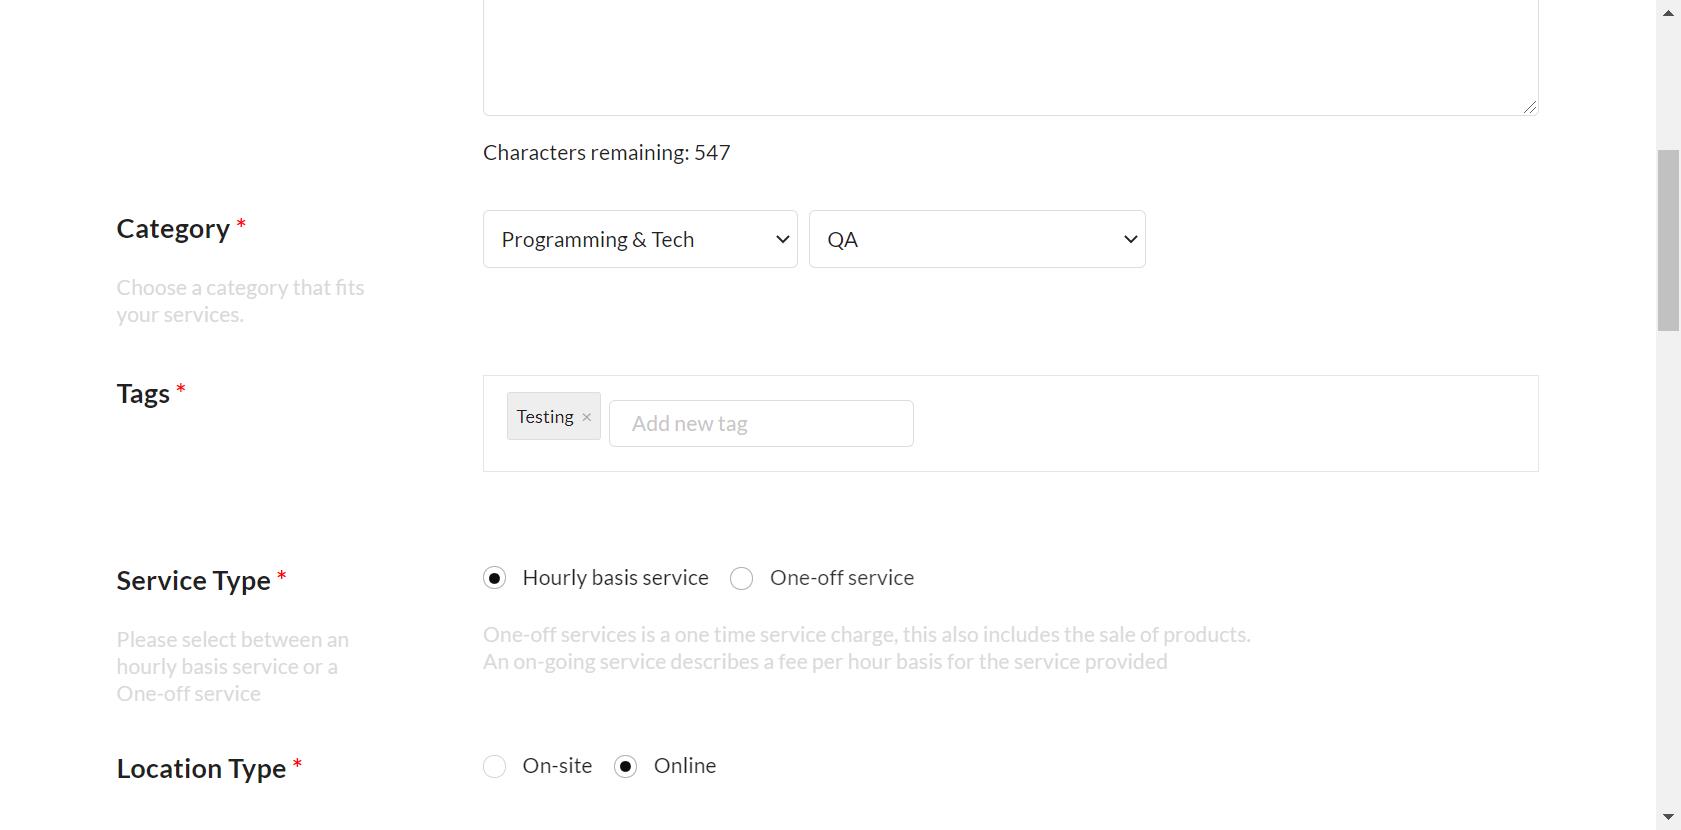 Characters remaining: 547
Category *
Programming & Tech
QA
Choose a category that fits
your services.
Tags *
Testing ×
Add new tag
Service Type *
Hourly basis service
One-off service
Please select between an
hourly basis service or a
One-off service
One-off services is a one time service charge, this also includes the sale of products.
An on-going service describes a fee per hour basis for the service provided
Location Type *
On-site
Online